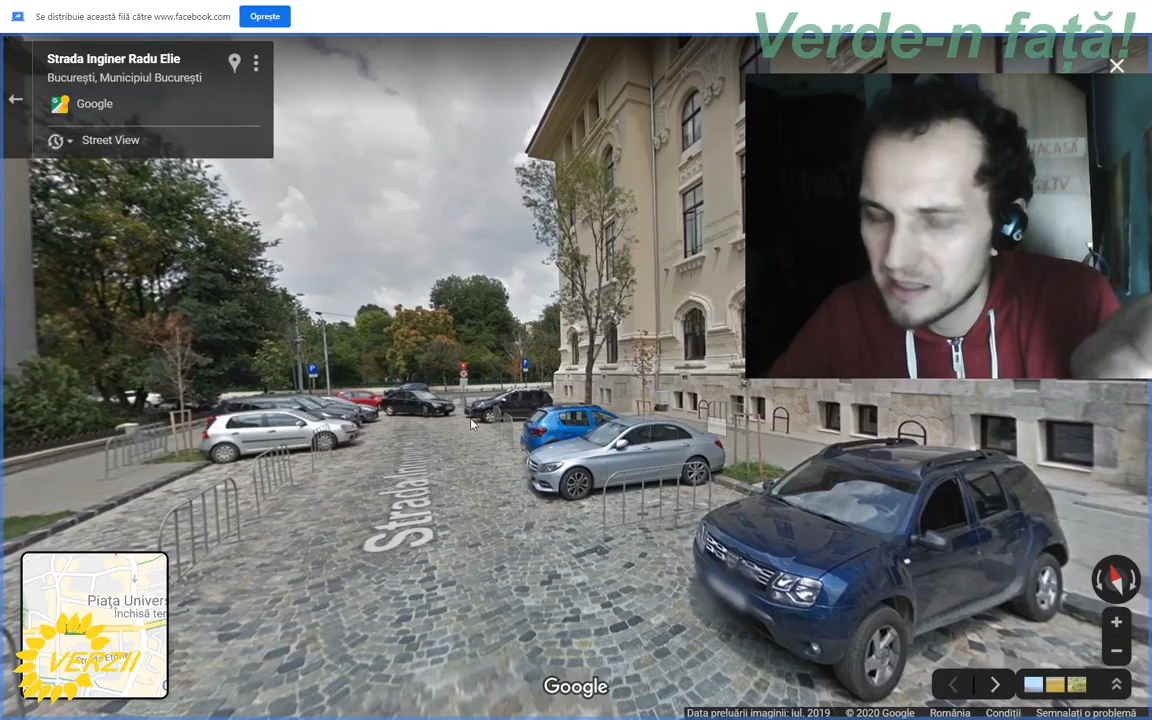 Se distribuie această filă către www.facebook.com
Oprește
Verde-n față!
Strada Inginer Radu Elie
București, Municipiul București
Google
Street View
ACASĂ
.TV
P
P
Piața Univers
Închisă te
VERZII
Google
Data preluării imaginii: iul. 2019 © 2020 Google România Condiții Semnalați o problemă